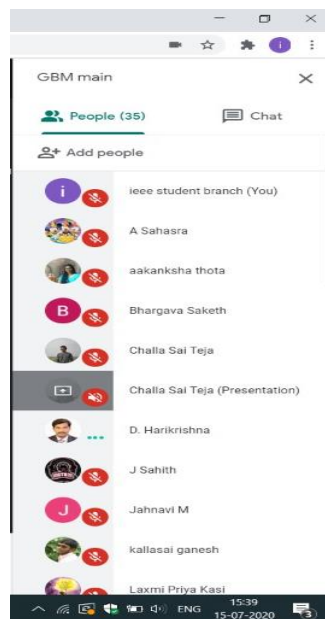 GBM main
People (35)
Chat
Add people
i
ieee student branch (You)
A Sahasra
aakanksha thota
B
Bhargava Saketh
Challa Sai Teja
Challa Sai Teja (Presentation)
D. Harikrishna
J Sahith
J
Jahnavi M
kallasai ganesh
Laxmi Priya Kasi
ENG
15:39
15-07-2020
3